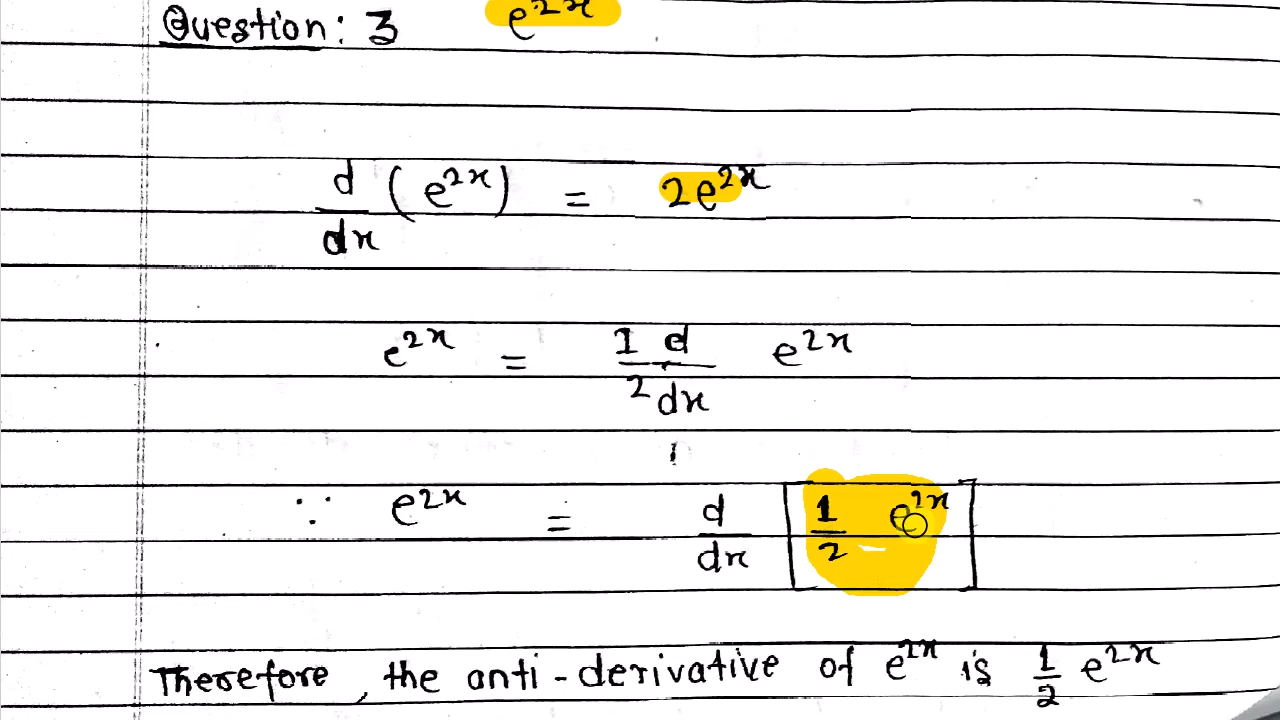 Question: 3 e^2x
d/dx (e^2x) = 2e^2x
e^2x = 1/2 d/dx e^2x
∵ e^2x = d/dx [1/2 e^2x]
Therefore, the anti-derivative of e^2x is 1/2 e^2x